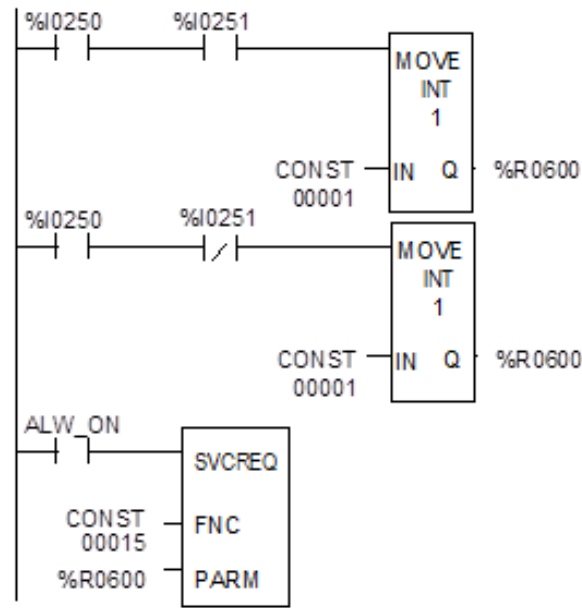 %I0250 %I0251
MOVE
INT
1
CONST IN Q %R0600
00001
%I0250 %I0251
MOVE
INT
1
CONST IN Q %R0600
00001
ALW_ON
SVCREQ
CONST FNC
00015
%R0600 PARM